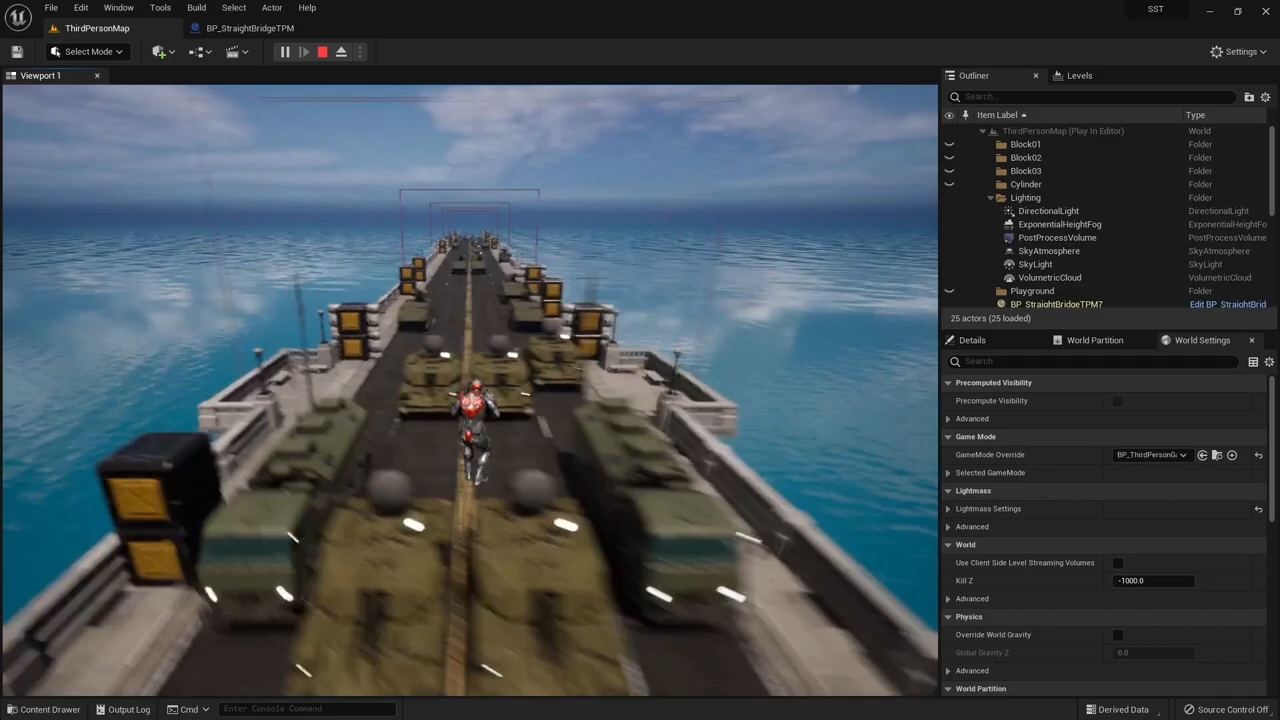 File Edit Window Tools Build Select Actor Help SST
ThirdPersonMap BP_StraightBridgeTPM
Select Mode Settings
Viewport 1
Outliner Levels
Search...
Item Label Type
ThirdPersonMap (Play In Editor) World
Block01 Folder
Block02 Folder
Block03 Folder
Cylinder Folder
Lighting Folder
DirectionalLight DirectionalLight
ExponentialHeightFog ExponentialHeightFo
PostProcessVolume PostProcessVolume
SkyAtmosphere SkyAtmosphere
SkyLight SkyLight
VolumetricCloud VolumetricCloud
Playground Folder
BP_StraightBridgeTPM7 Edit BP_StraightBrid
25 actors (25 loaded)
Details World Partition World Settings
Search
Precomputed Visibility
Precompute Visibility
Advanced
Game Mode
GameMode Override BP_ThirdPersonG
Selected GameMode
Lightmass
Lightmass Settings
Advanced
World
Use Client Side Level Streaming Volumes
Kill Z -1000.0
Advanced
Physics
Override World Gravity
Global Gravity Z 0.0
Advanced
World Partition
Content Drawer Output Log Cmd Enter Console Command Derived Data Source Control Off